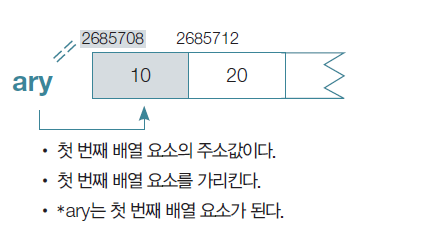 2685708 2685712
ary 10 20
• 첫 번째 배열 요소의 주소값이다.
• 첫 번째 배열 요소를 가리킨다.
• *ary는 첫 번째 배열 요소가 된다.